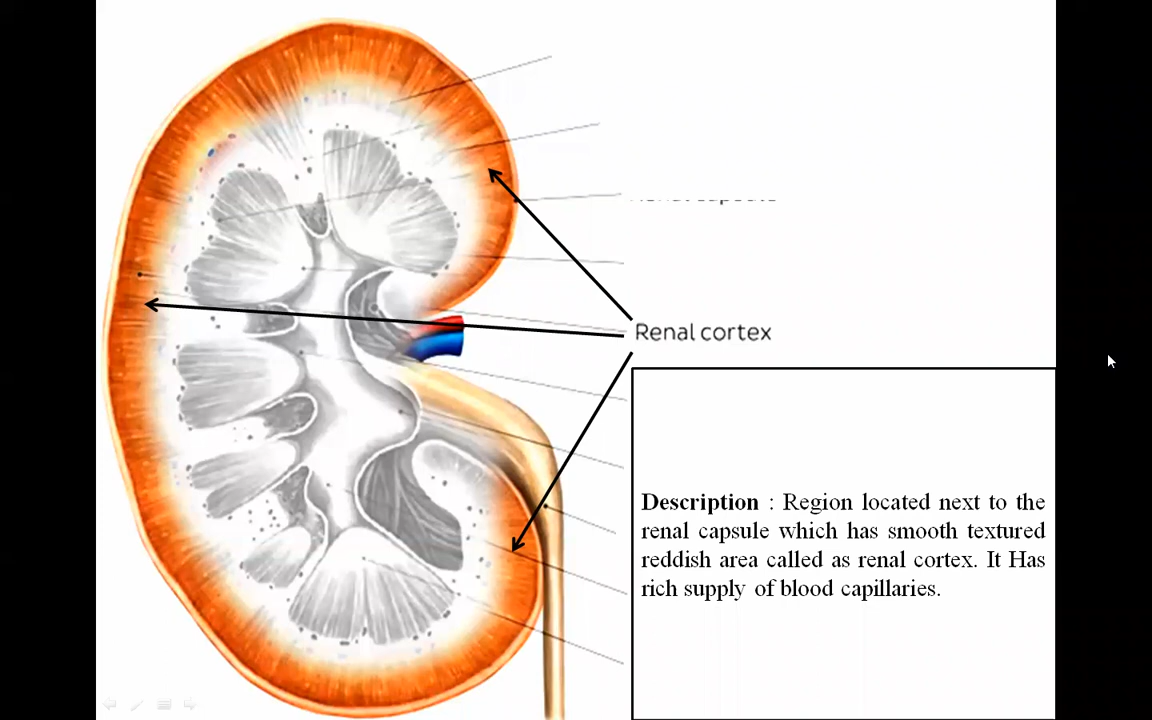 Renal cortex
Description : Region located next to the
renal capsule which has smooth textured
reddish area called as renal cortex. It Has
rich supply of blood capillaries.